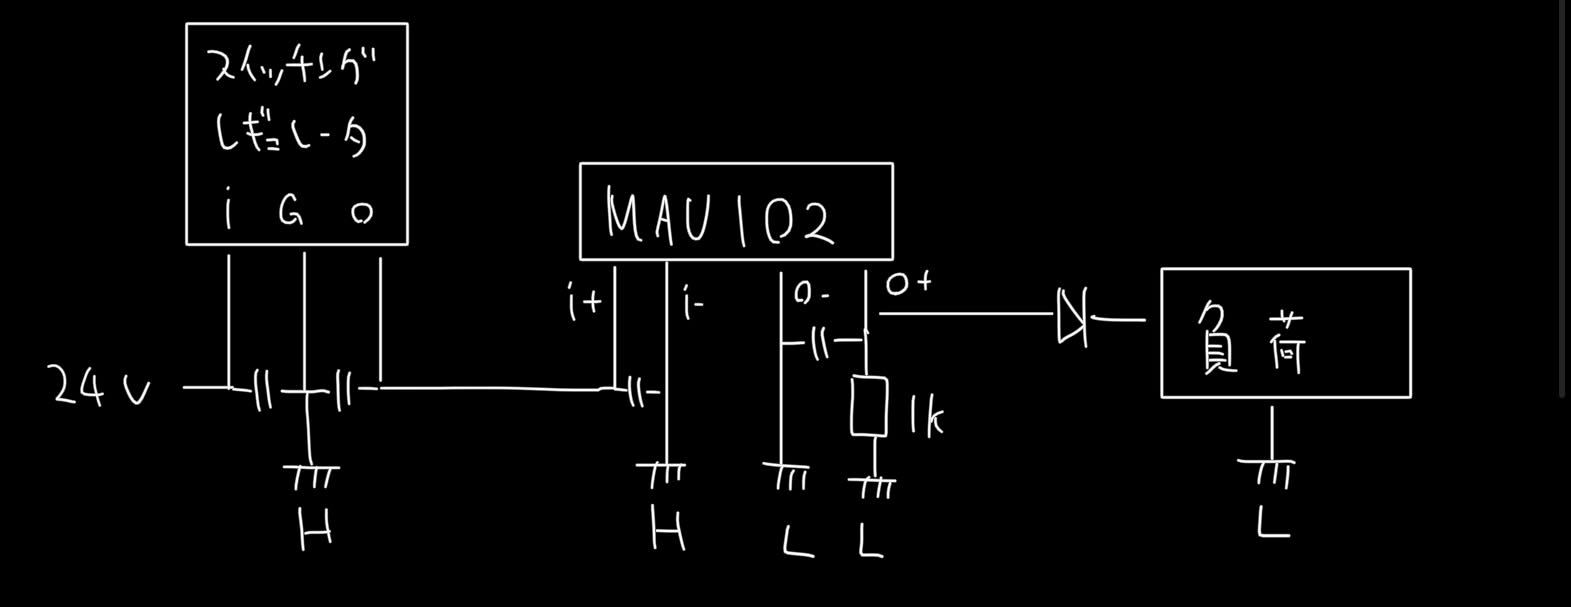 スイッチング
レギュレータ
i G O
24V
H
MAU102
i+ i- O- O+
1k
H L L
負荷
L